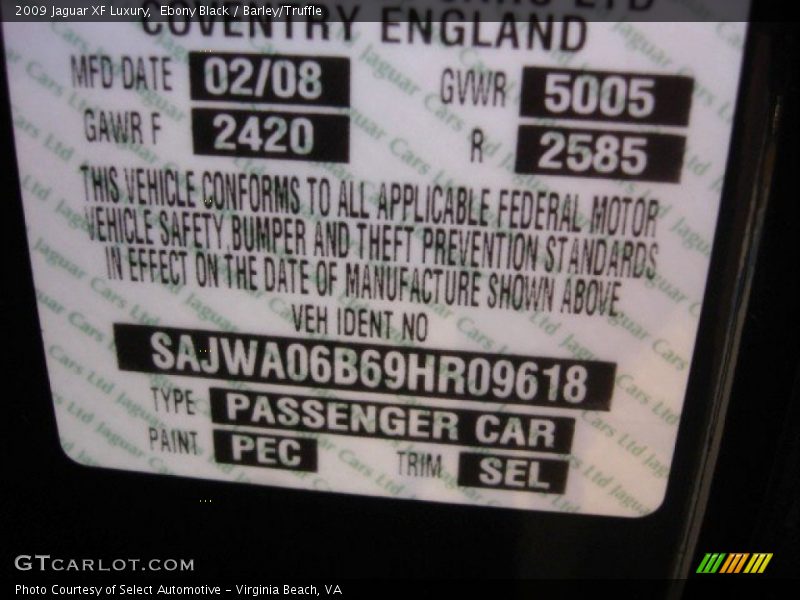 2009 Jaguar XF Luxury, Ebony Black / Barley/Truffle
CARS LTD
COVENTRY ENGLAND
MFD DATE 02/08 GVWR 5005
GAWR F 2420 R 2585
THIS VEHICLE CONFORMS TO ALL APPLICABLE FEDERAL MOTOR
VEHICLE SAFETY BUMPER AND THEFT PREVENTION STANDARDS
IN EFFECT ON THE DATE OF MANUFACTURE SHOWN ABOVE
VEH IDENT NO
SAJWA06B69HR09618
TYPE PASSENGER CAR
PAINT PEC TRIM SEL
GTCARLOT.COM
Photo Courtesy of Select Automotive - Virginia Beach, VA